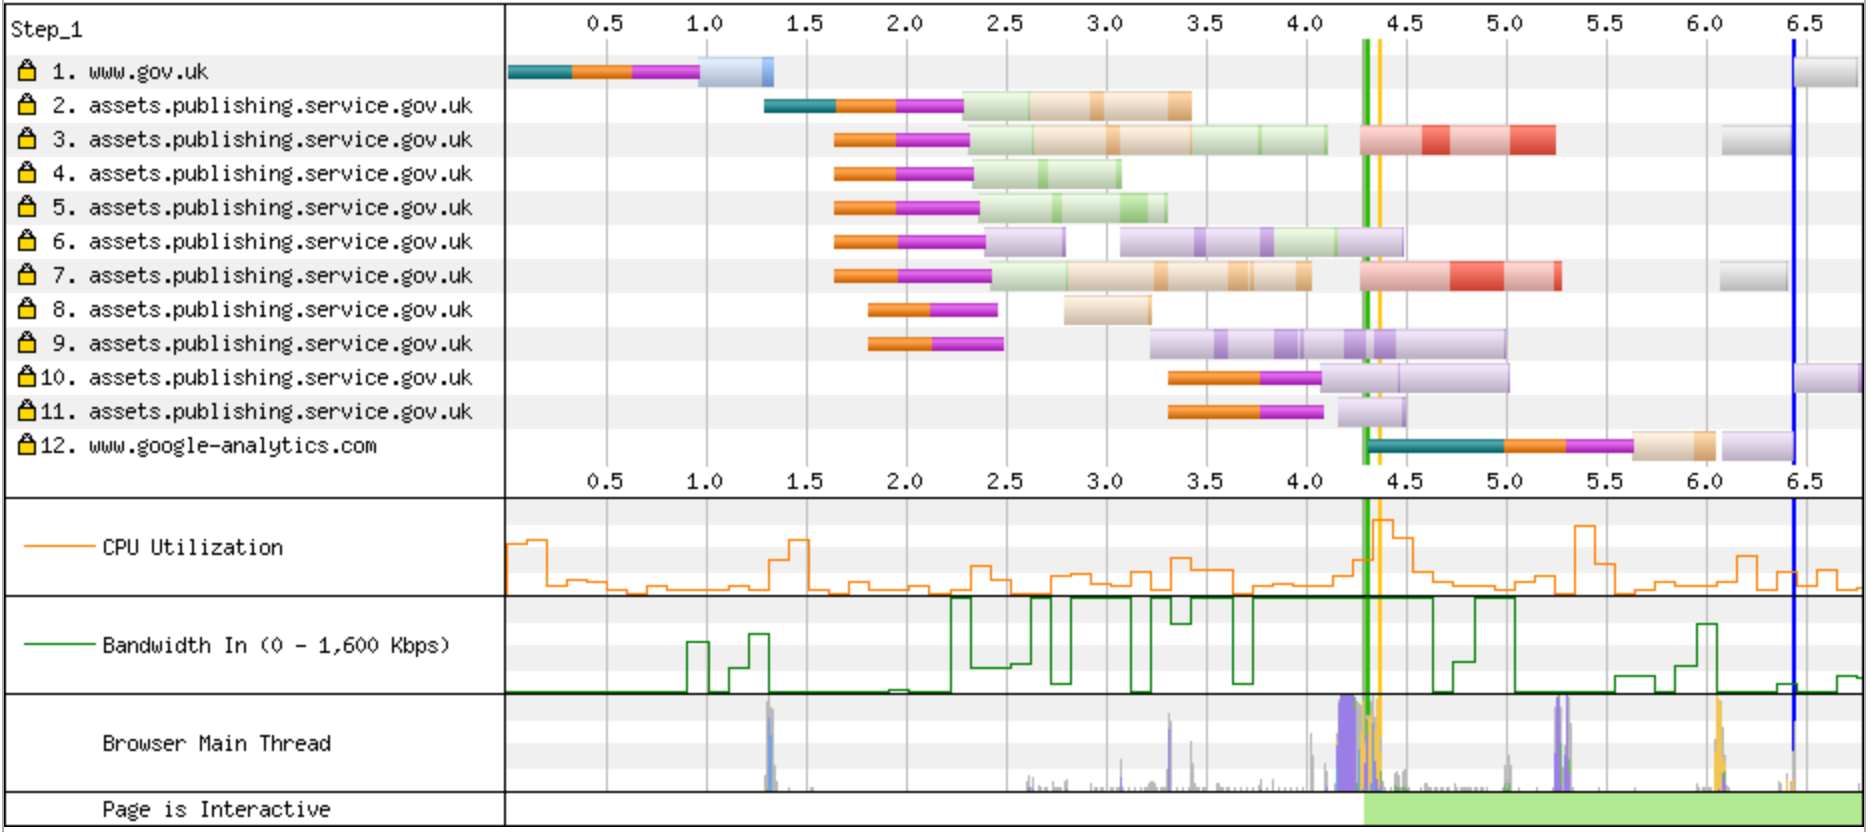 Step_1
0.5 1.0 1.5 2.0 2.5 3.0 3.5 4.0 4.5 5.0 5.5 6.0 6.5
1. www.gov.uk
2. assets.publishing.service.gov.uk
3. assets.publishing.service.gov.uk
4. assets.publishing.service.gov.uk
5. assets.publishing.service.gov.uk
6. assets.publishing.service.gov.uk
7. assets.publishing.service.gov.uk
8. assets.publishing.service.gov.uk
9. assets.publishing.service.gov.uk
10. assets.publishing.service.gov.uk
11. assets.publishing.service.gov.uk
12. www.google-analytics.com
0.5 1.0 1.5 2.0 2.5 3.0 3.5 4.0 4.5 5.0 5.5 6.0 6.5
CPU Utilization
Bandwidth In (0 - 1,600 Kbps)
Browser Main Thread
Page is Interactive